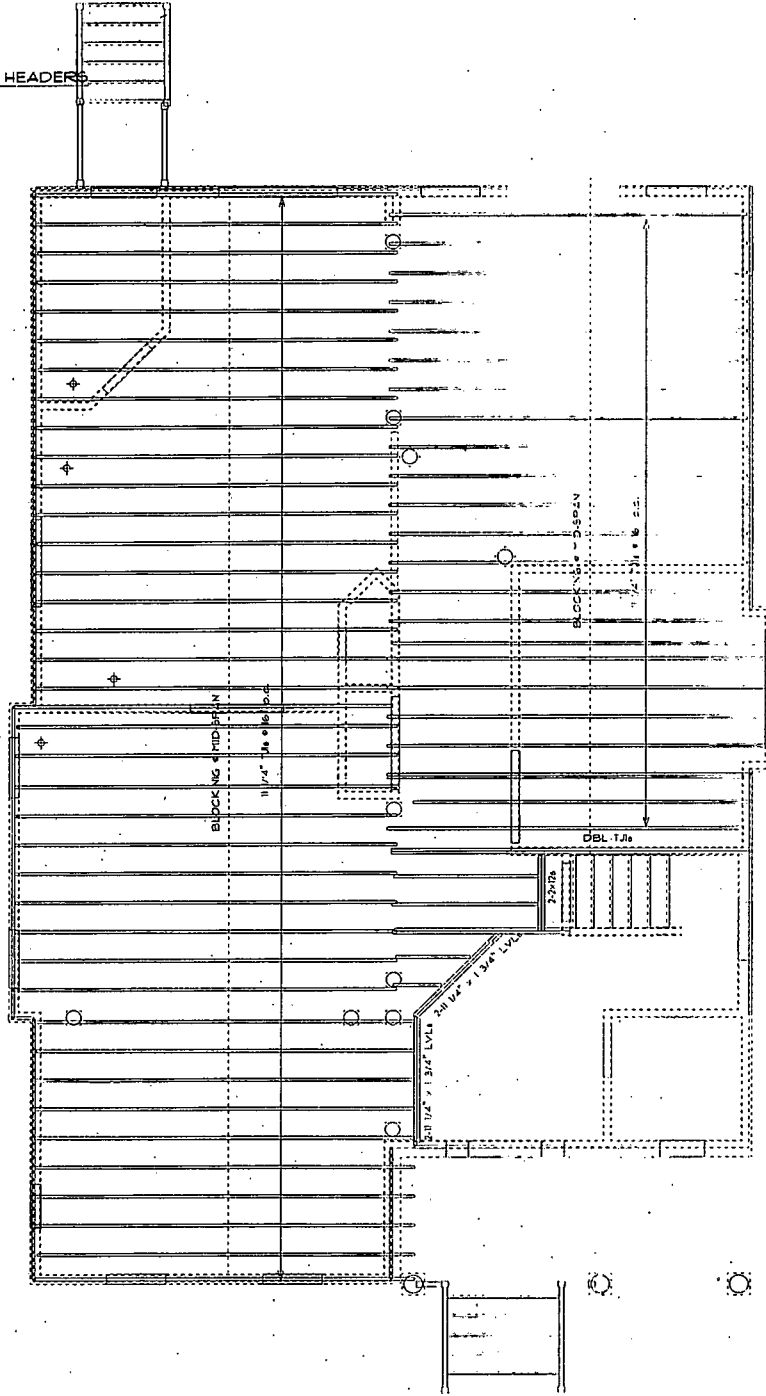 HEADERS
BLOCKING @ MID-SPAN
11 1/4" TJIs @ 16" o.c.
BLOCKING @ MID-SPAN
11 1/4" TJIs @ 16" o.c.
DBL-TJIs
2-2x12s
2-11 1/4" x 1 3/4" LVLs
2-11 1/4" x 1 3/4" LVLs